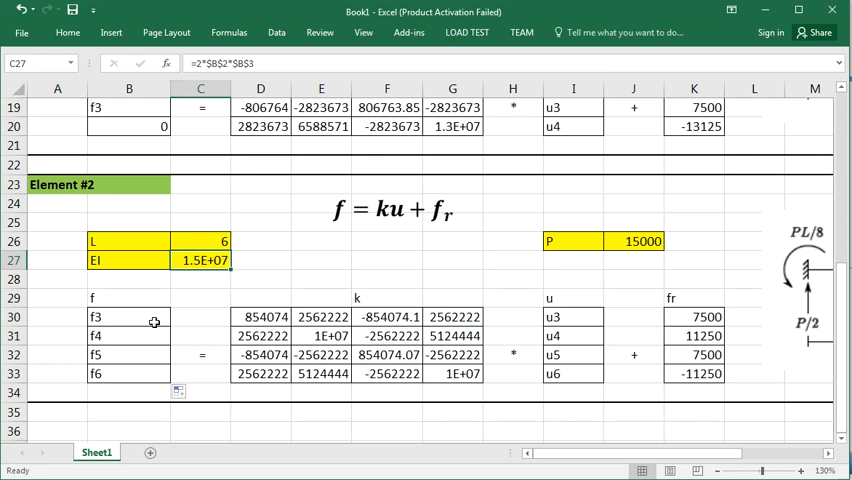 Book1 - Excel (Product Activation Failed)
File Home Insert Page Layout Formulas Data Review View Add-ins LOAD TEST TEAM Tell me what you want to do... Sign in Share
C27 fx =2*$B$2*$B$3
A B C D E F G H I J K L M
19 f3 = -806764 -2823673 806763.85 -2823673 * u3 + 7500
20 0 2823673 6588571 -2823673 1.3E+07 u4 -13125
21
22
23 Element #2
24 f = ku + fr
25
26 L 6 P 15000
27 EI 1.5E+07
28
29 f k u fr
30 f3 854074 2562222 -854074.1 2562222 u3 7500
31 f4 2562222 1E+07 -2562222 5124444 u4 11250
32 f5 = -854074 -2562222 854074.07 -2562222 * u5 + 7500
33 f6 2562222 5124444 -2562222 1E+07 u6 -11250
34
35
36
PL/8
P/2
Sheet1
Ready 130%